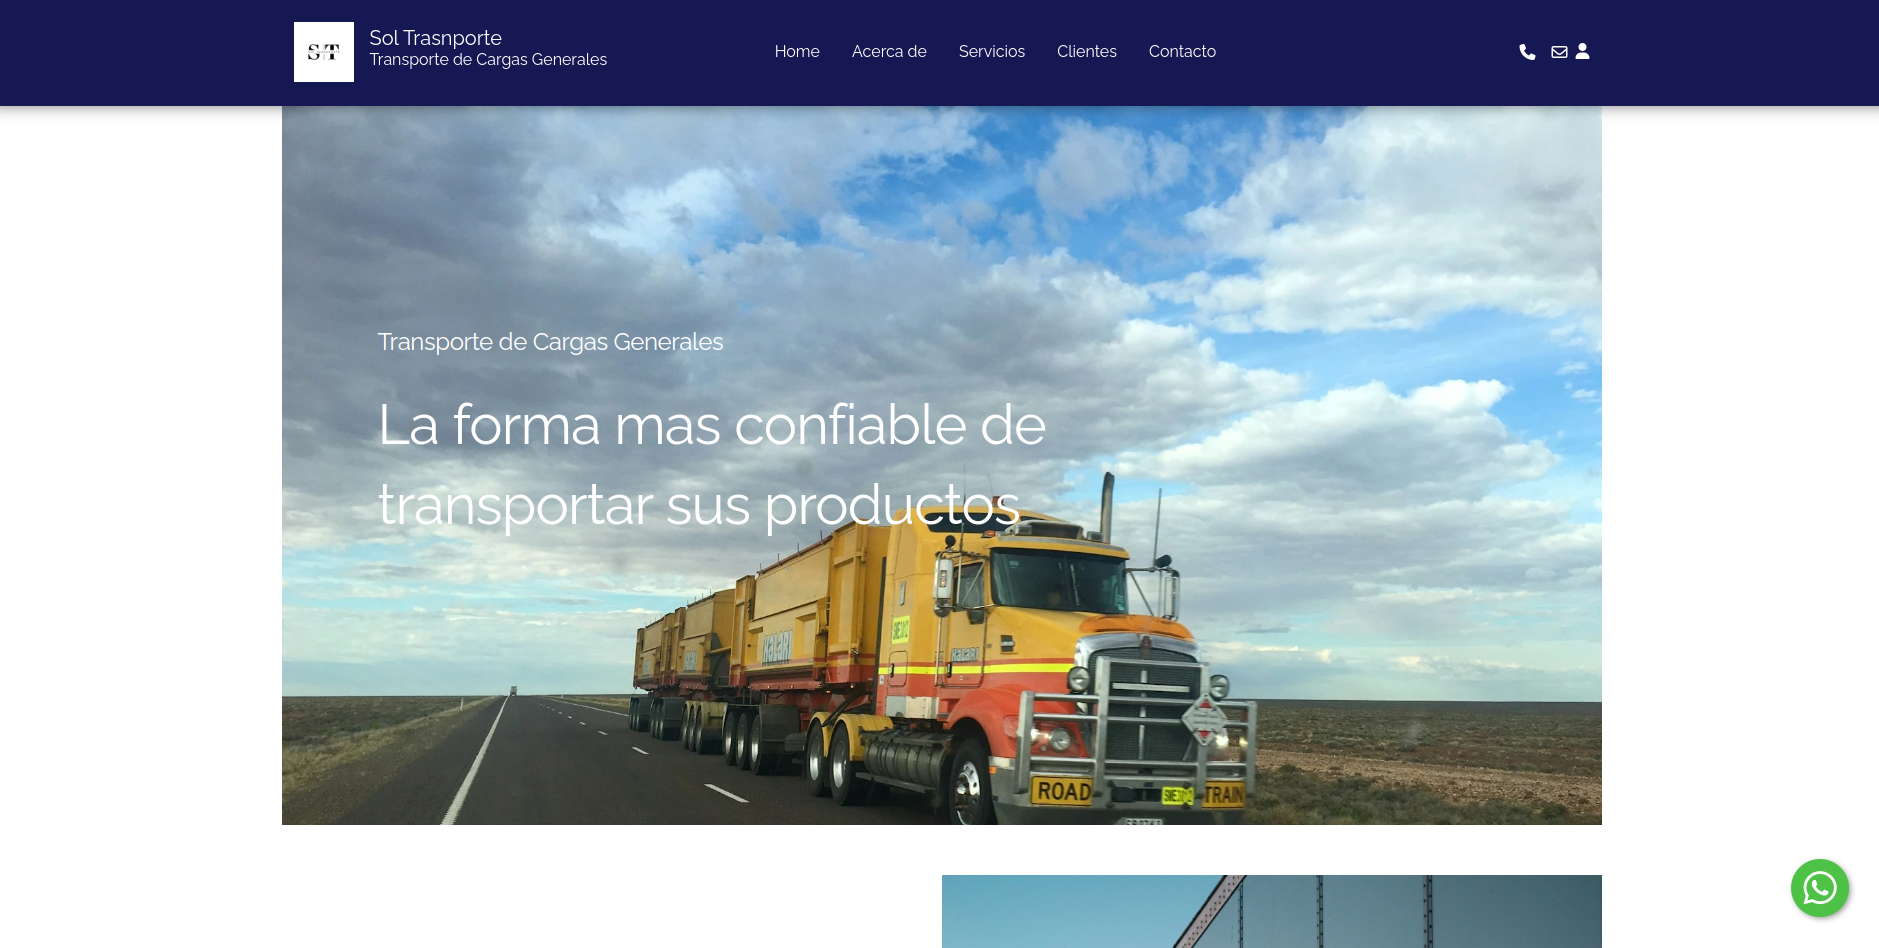 S/T
Sol Trasnporte
Transporte de Cargas Generales
Home
Acerca de
Servicios
Clientes
Contacto
Transporte de Cargas Generales
La forma mas confiable de
transportar sus productos
HALARI
ROAD
TRAIN